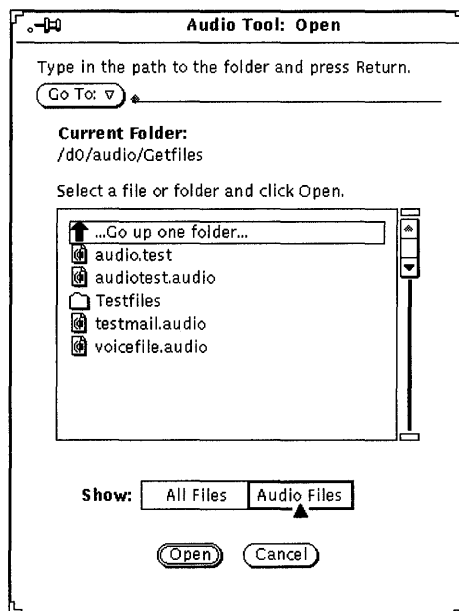 Audio Tool: Open
Type in the path to the folder and press Return.
Go To:
Current Folder:
/d0/audio/Getfiles
Select a file or folder and click Open.
...Go up one folder...
audio.test
audiotest.audio
Testfiles
testmail.audio
voicefile.audio
Show: All Files Audio Files
Open Cancel